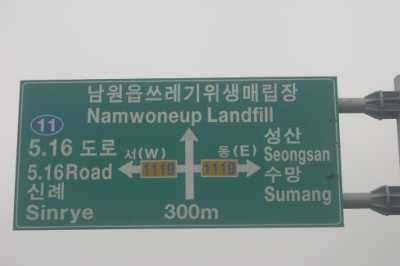 남원읍쓰레기위생매립장
Namwoneup Landfill
11
5.16 도로
5.16Road
신례
Sinrye
서(W)
1119
동(E)
1119
성산
Seongsan
수망
Sumang
300m